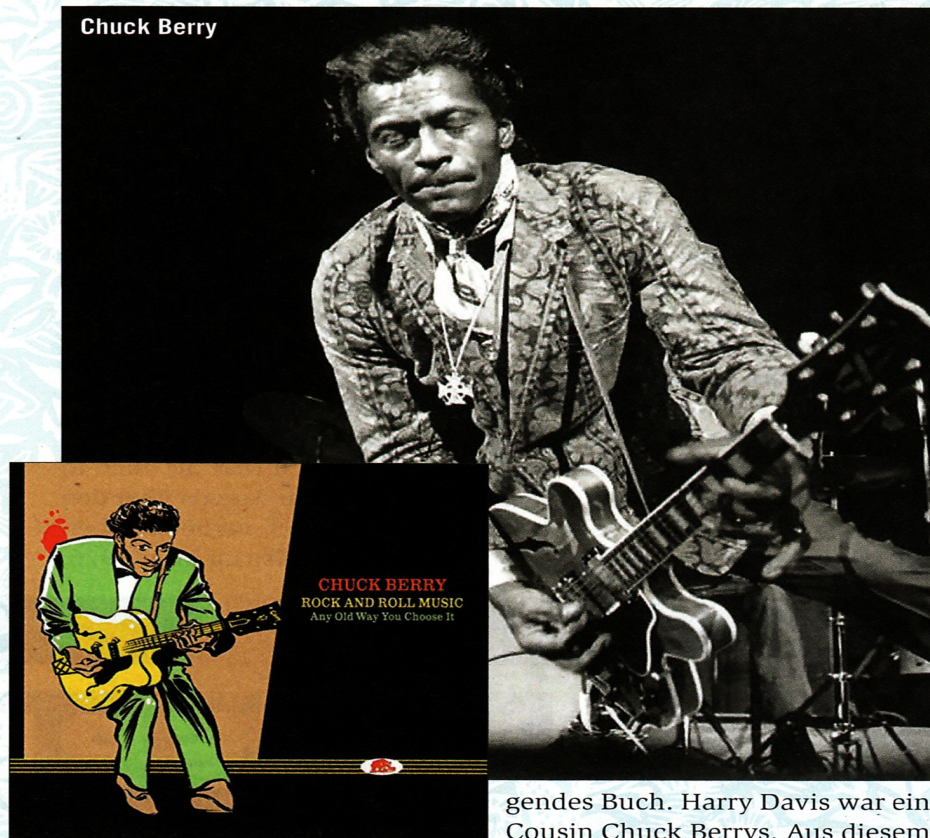 Chuck Berry
CHUCK BERRY
ROCK AND ROLL MUSIC
Any Old Way You Choose It
gendes Buch. Harry Davis war ein
Cousin Chuck Berrys. Aus diesem